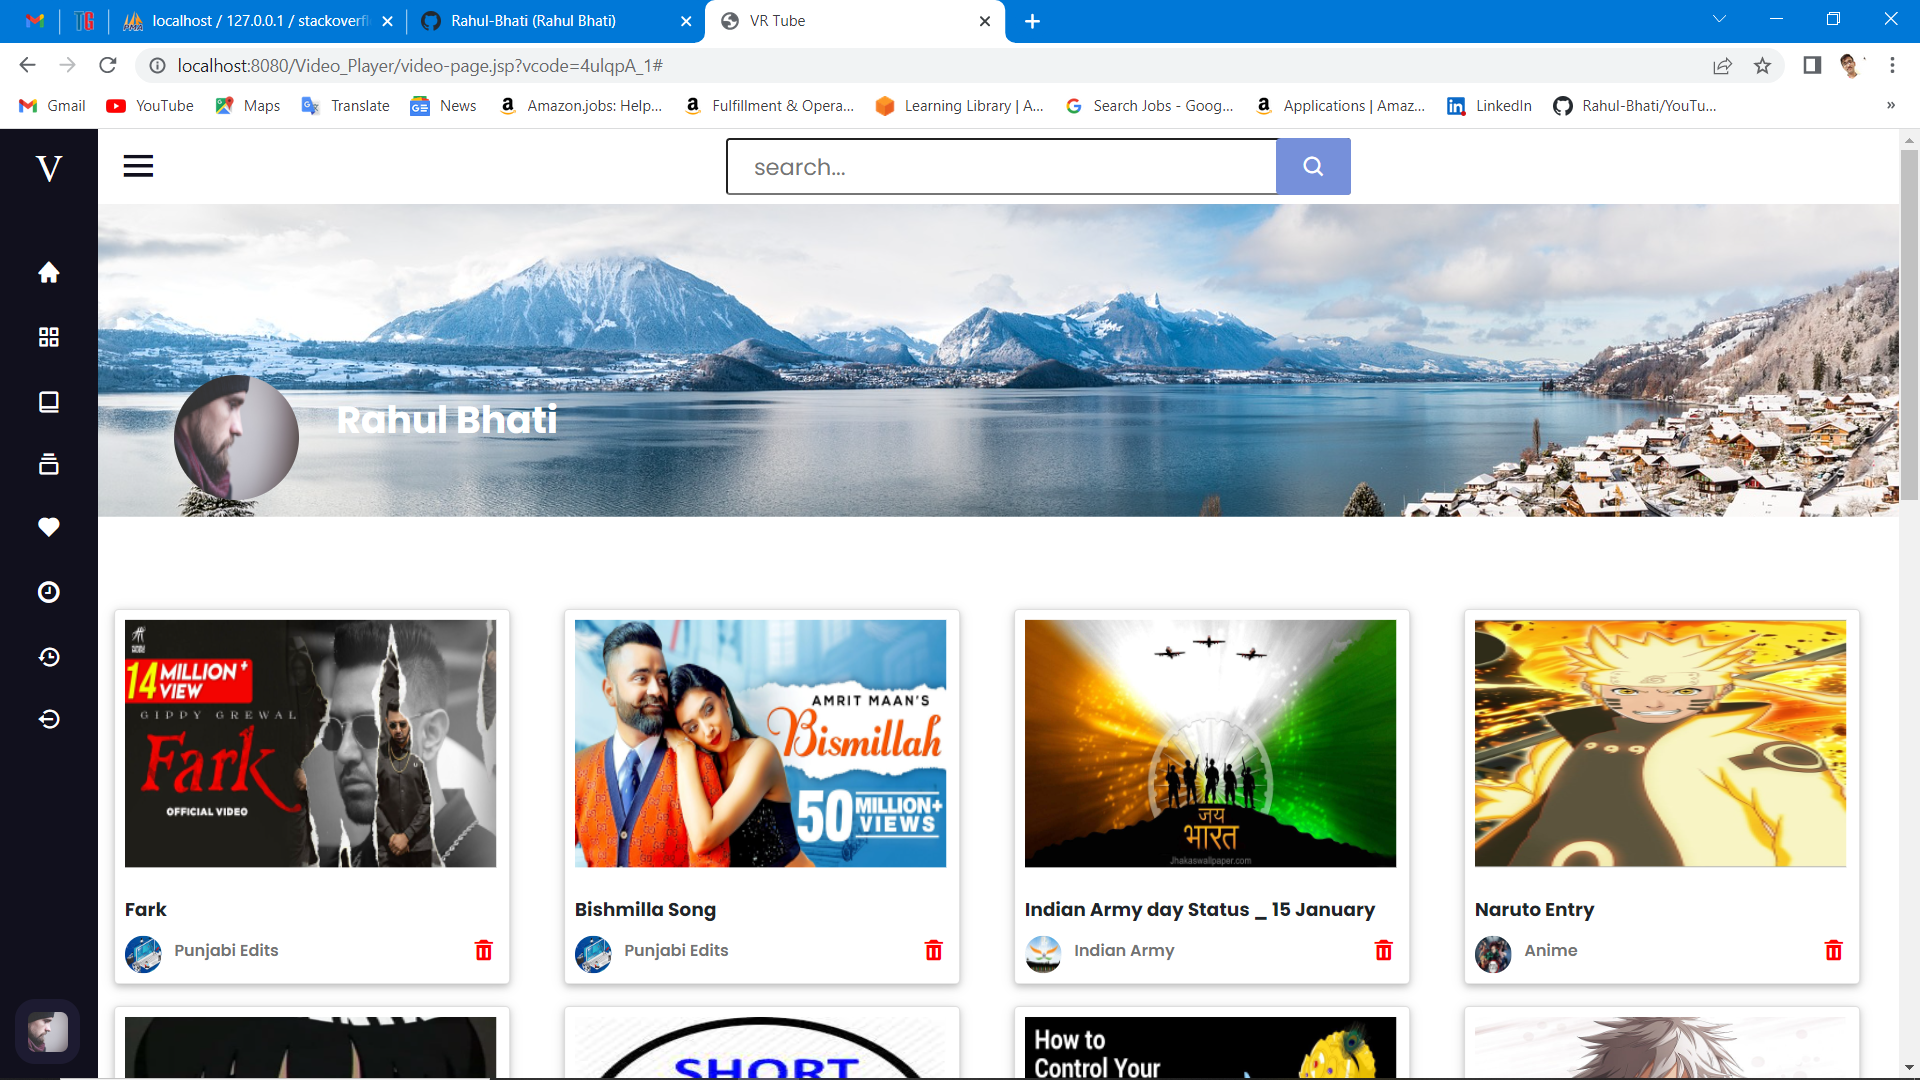 localhost / 127.0.0.1 / stackoverfl
Rahul-Bhati (Rahul Bhati)
VR Tube
localhost:8080/Video_Player/video-page.jsp?vcode=4uIqpA_1#
Gmail
YouTube
Maps
Translate
News
Amazon.jobs: Help...
Fulfillment & Opera...
Learning Library | A...
Search Jobs - Goog...
Applications | Amaz...
LinkedIn
Rahul-Bhati/YouTu...
»
V
search...
Rahul Bhati
14 MILLION+
VIEW
GIPPY GREWAL
Fark
OFFICIAL VIDEO
AMRIT MAAN'S
Bismillah
50 MILLION+
VIEWS
जय
भारत
Jhakaswallpaper.com
Fark
Bishmilla Song
Indian Army day Status _ 15 January
Naruto Entry
Punjabi Edits
Punjabi Edits
Indian Army
Anime
SHORT
How to
Control Your